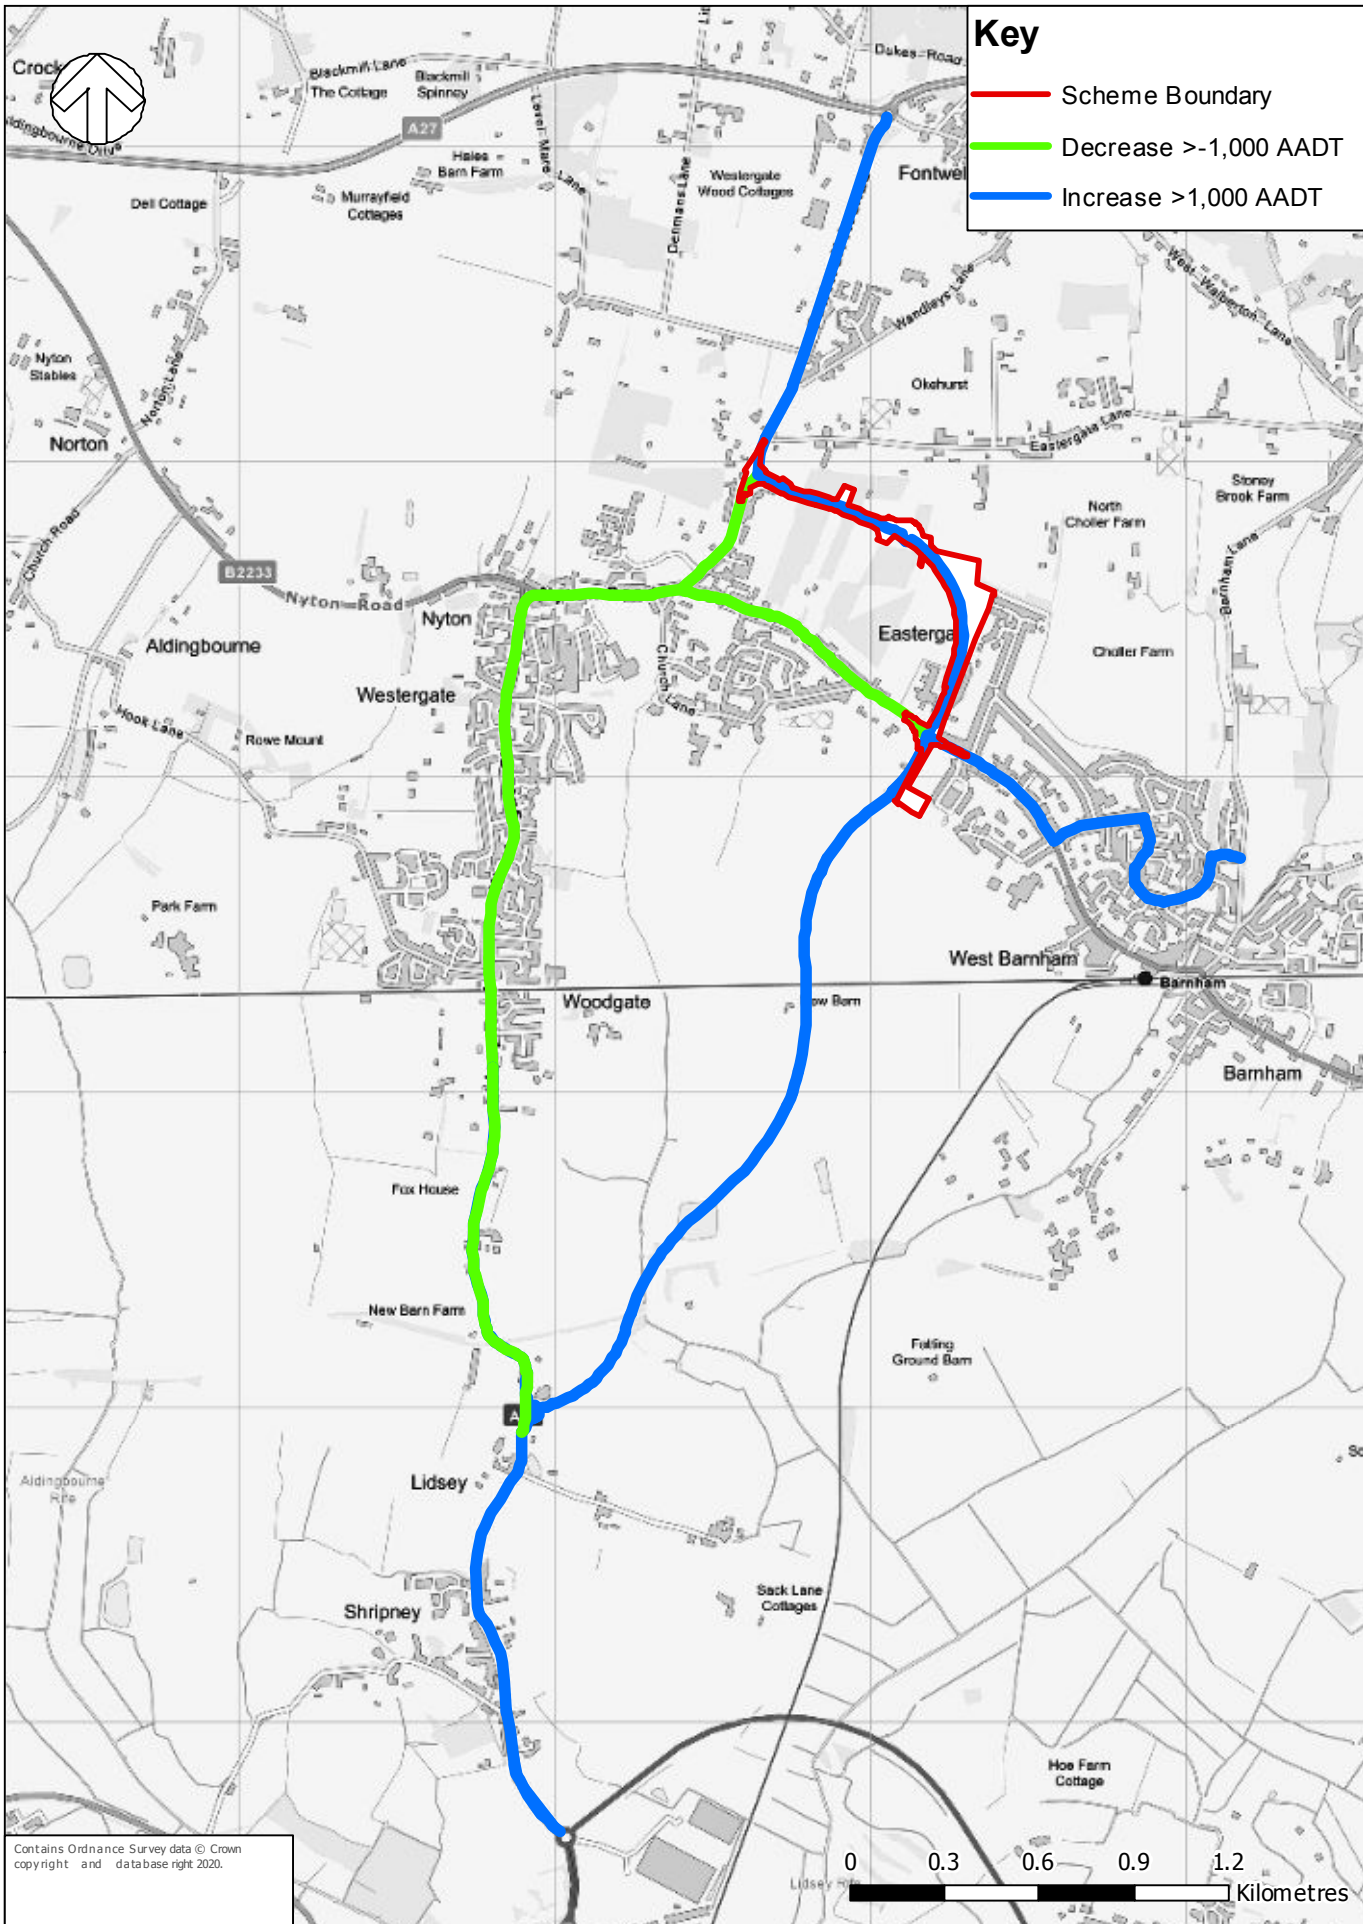 Key
Scheme Boundary
Decrease >-1,000 AADT
Increase >1,000 AADT
Dukes Road
Blackmill Lane
The Cottage
Blackmill
Spinney
A27
Level Mare
Lane
Hales
Barn Farm
Murrayfield
Cottages
Dell Cottage
Denmans Lane
Westergate
Wood Cottages
Wandleys Lane
West Walberton Lane
Nyton
Stables
Norton Lane
Norton
Okehurst
Eastergate Lane
Stoney
Brook Farm
North
Choller Farm
Barnham Lane
Church Road
B2233
Nyton Road
Nyton
Aldingbourne
Westergate
Church Lane
Choller Farm
Hook Lane
Rowe Mount
Park Farm
West Barnham
Barnham
Woodgate
Barnham
Fox House
New Barn Farm
Ground Barn
Lidsey
Aldingbourne
Rife
Sack Lane
Cottages
Shripney
Hoe Farm
Cottage
Contains Ordnance Survey data © Crown
copyright and database right 2020.
0 0.3 0.6 0.9 1.2
Kilometres
Lidsey Rife